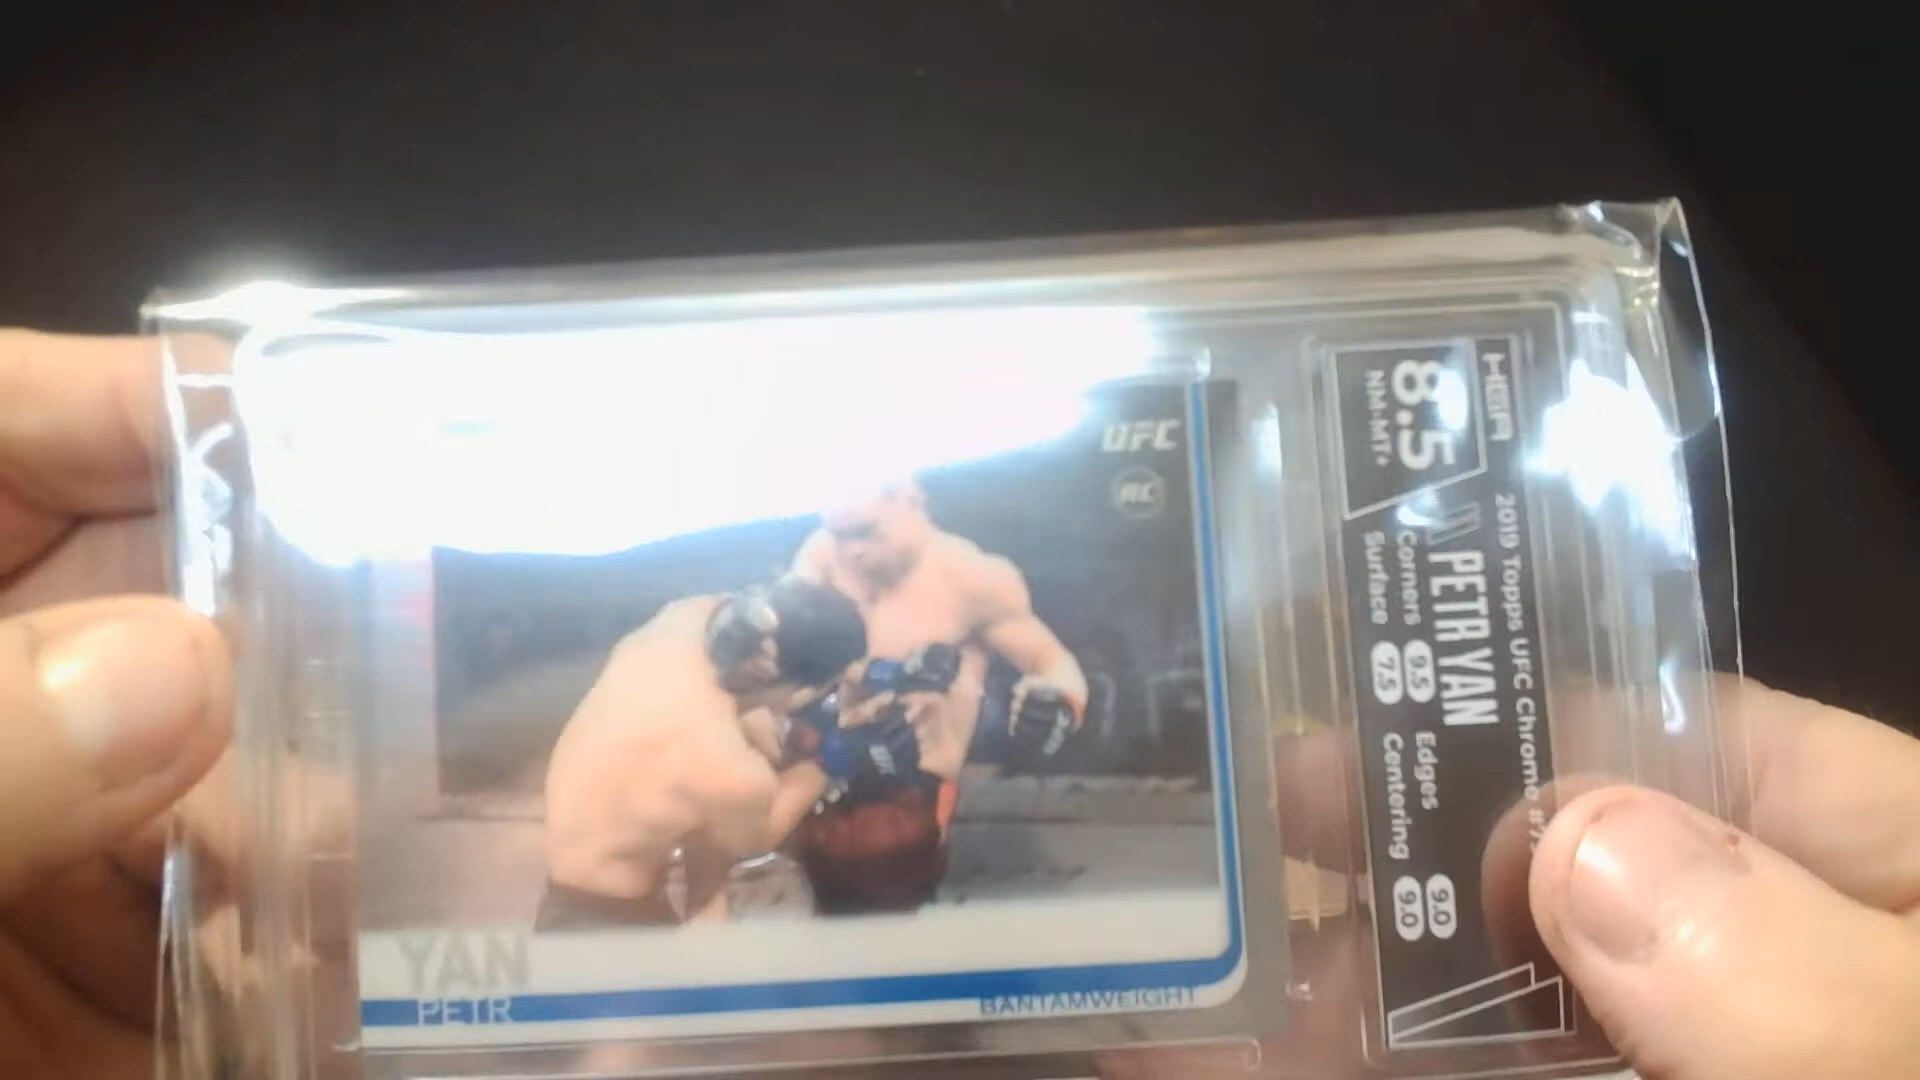 UFC
RC
YAN
PETR
BANTAMWEIGHT
HGA
8.5
NM-MT+
2019 Topps UFC Chrome
PETR YAN
Corners 9.5 Edges 9.0
Surface 7.5 Centering 9.0